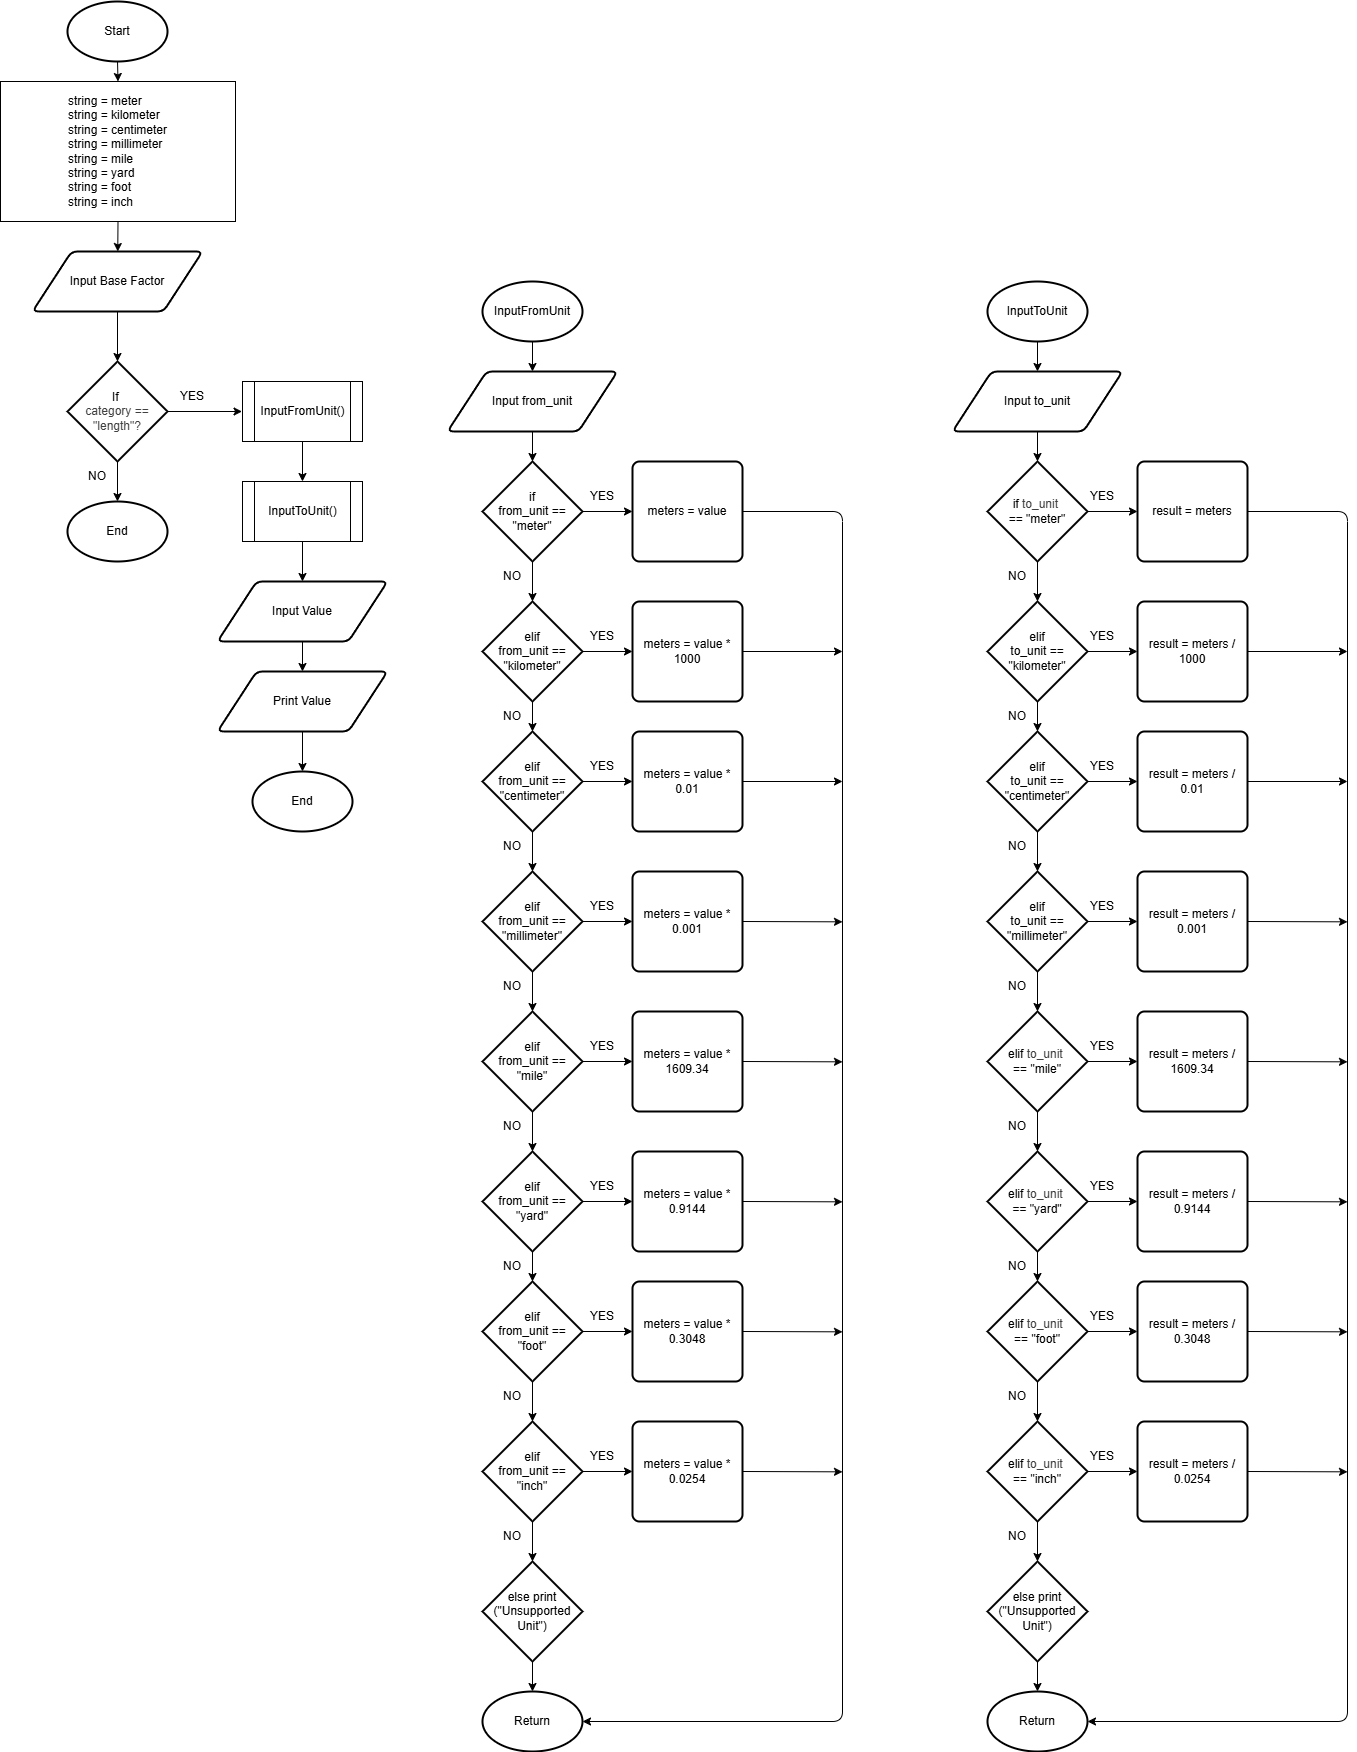 Start
string = meter
string = kilometer
string = centimeter
string = millimeter
string = mile
string = yard
string = foot
string = inch
Input Base Factor
If
category ==
"length"?
YES
NO
End
InputFromUnit()
InputToUnit()
Input Value
Print Value
End
InputFromUnit
Input from_unit
if
from_unit ==
"meter"
YES
meters = value
NO
elif
from_unit ==
"kilometer"
YES
meters = value *
1000
NO
elif
from_unit ==
"centimeter"
YES
meters = value *
0.01
NO
elif
from_unit ==
"millimeter"
YES
meters = value *
0.001
NO
elif
from_unit ==
"mile"
YES
meters = value *
1609.34
NO
elif
from_unit ==
"yard"
YES
meters = value *
0.9144
NO
elif
from_unit ==
"foot"
YES
meters = value *
0.3048
NO
elif
from_unit ==
"inch"
YES
meters = value *
0.0254
NO
else print
("Unsupported
Unit")
Return
InputToUnit
Input to_unit
if to_unit
== "meter"
YES
result = meters
NO
elif
to_unit ==
"kilometer"
YES
result = meters /
1000
NO
elif
to_unit ==
"centimeter"
YES
result = meters /
0.01
NO
elif
to_unit ==
"millimeter"
YES
result = meters /
0.001
NO
elif to_unit
== "mile"
YES
result = meters /
1609.34
NO
elif to_unit
== "yard"
YES
result = meters /
0.9144
NO
elif to_unit
== "foot"
YES
result = meters /
0.3048
NO
elif to_unit
== "inch"
YES
result = meters /
0.0254
NO
else print
("Unsupported
Unit")
Return